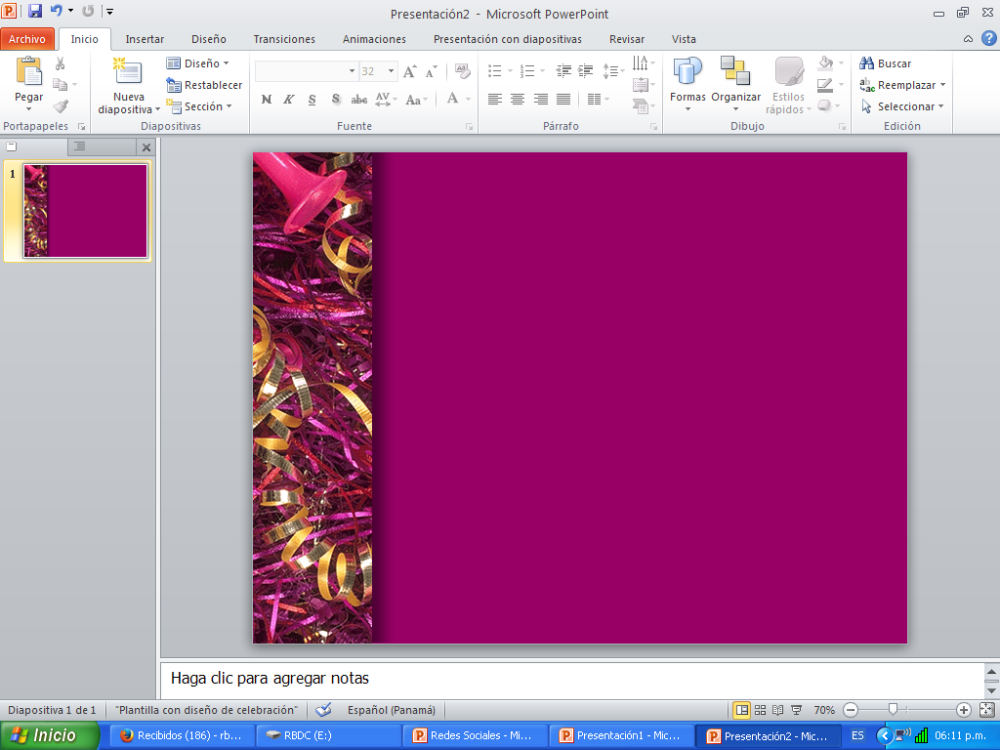 Presentación2 - Microsoft PowerPoint
Archivo Inicio Insertar Diseño Transiciones Animaciones Presentación con diapositivas Revisar Vista
Pegar
Portapapeles
Nueva
diapositiva
Diseño
Restablecer
Sección
Diapositivas
32
N K S S abc AV Aa A
Fuente
Párrafo
Formas
Organizar
Estilos
rápidos
Dibujo
Buscar
Reemplazar
Seleccionar
Edición
1
Haga clic para agregar notas
Diapositiva 1 de 1 "Plantilla con diseño de celebración" Español (Panamá) 70%
Inicio Recibidos (186) - rb... RBDC (E:) Redes Sociales - Mi... Presentación1 - Mic... Presentación2 - Mic... ES 06:11 p.m.